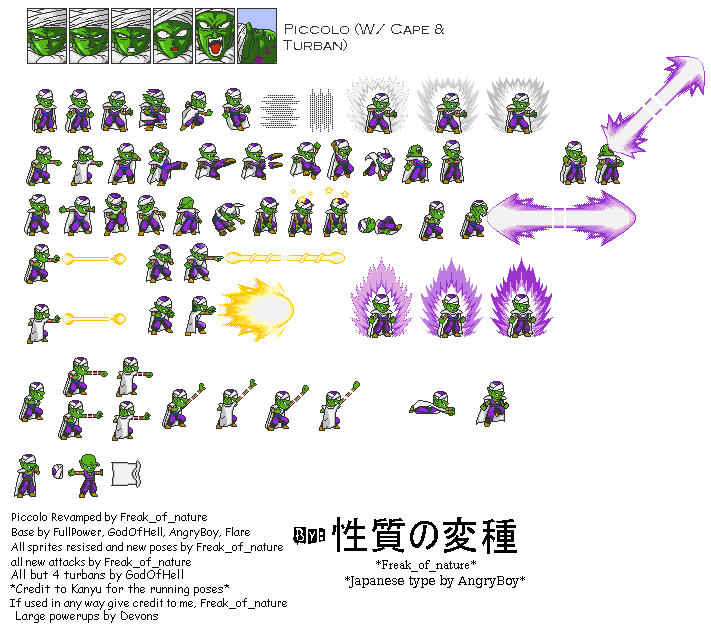 Piccolo (W/ Cape &
Turban)
Piccolo Revamped by Freak_of_nature
Base by FullPower, GodOfHell, AngryBoy, Flare
All sprites resised and new poses by Freak_of_nature
all new attacks by Freak_of_nature
All but 4 turbans by GodOfHell
*Credit to Kanyu for the running poses*
If used in any way give credit to me, Freak_of_nature
Large powerups by Devons
By: 性質の変種
*Freak_of_nature*
*Japanese type by AngryBoy*